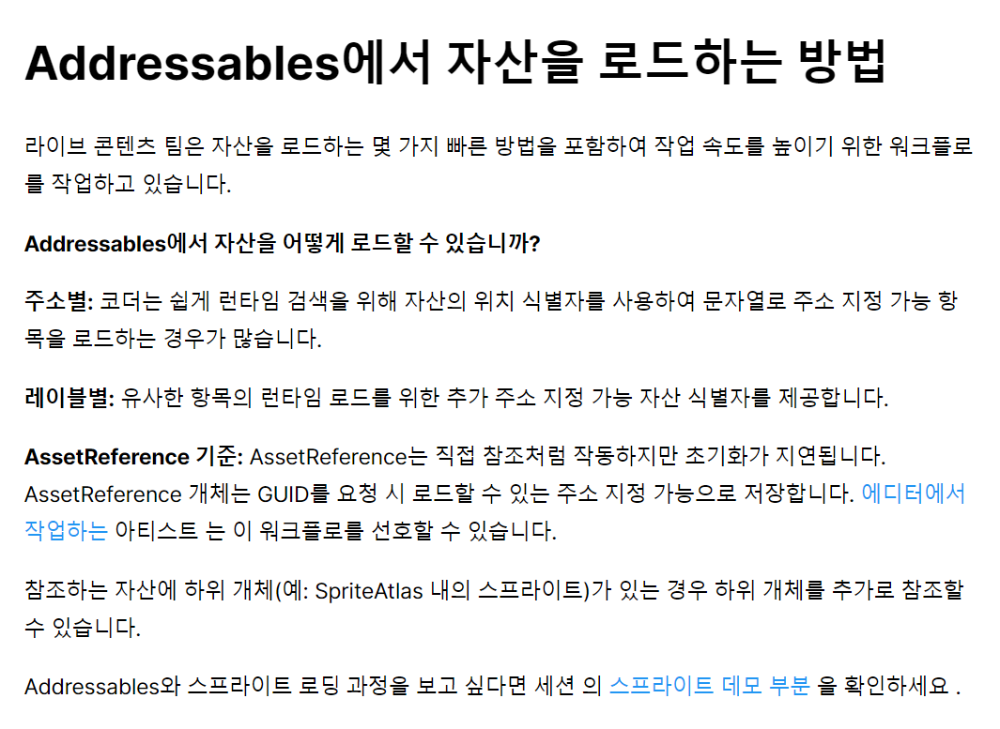 Addressables에서 자산을 로드하는 방법
라이브 콘텐츠 팀은 자산을 로드하는 몇 가지 빠른 방법을 포함하여 작업 속도를 높이기 위한 워크플로
를 작업하고 있습니다.
Addressables에서 자산을 어떻게 로드할 수 있습니까?
주소별: 코더는 쉽게 런타임 검색을 위해 자산의 위치 식별자를 사용하여 문자열로 주소 지정 가능 항
목을 로드하는 경우가 많습니다.
레이블별: 유사한 항목의 런타임 로드를 위한 추가 주소 지정 가능 자산 식별자를 제공합니다.
AssetReference 기준: AssetReference는 직접 참조처럼 작동하지만 초기화가 지연됩니다.
AssetReference 개체는 GUID를 요청 시 로드할 수 있는 주소 지정 가능으로 저장합니다. 에디터에서
작업하는 아티스트 는 이 워크플로를 선호할 수 있습니다.
참조하는 자산에 하위 개체(예: SpriteAtlas 내의 스프라이트)가 있는 경우 하위 개체를 추가로 참조할
수 있습니다.
Addressables와 스프라이트 로딩 과정을 보고 싶다면 세션 의 스프라이트 데모 부분 을 확인하세요 .